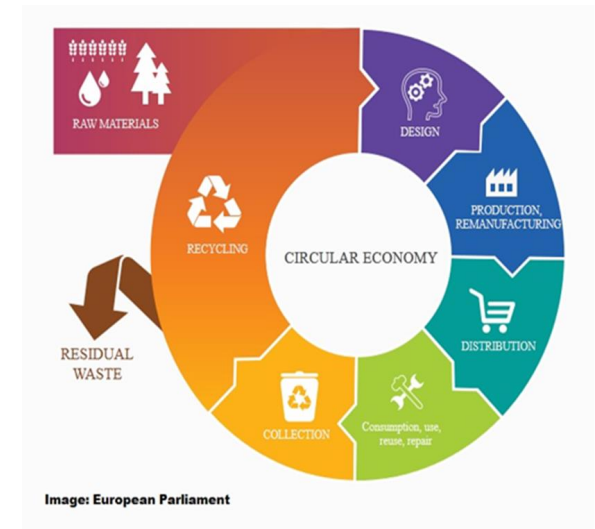 RAW MATERIALS
DESIGN
PRODUCTION,
REMANUFACTURING
RECYCLING
CIRCULAR ECONOMY
DISTRIBUTION
RESIDUAL
WASTE
COLLECTION
Consumption, use,
reuse, repair
Image: European Parliament